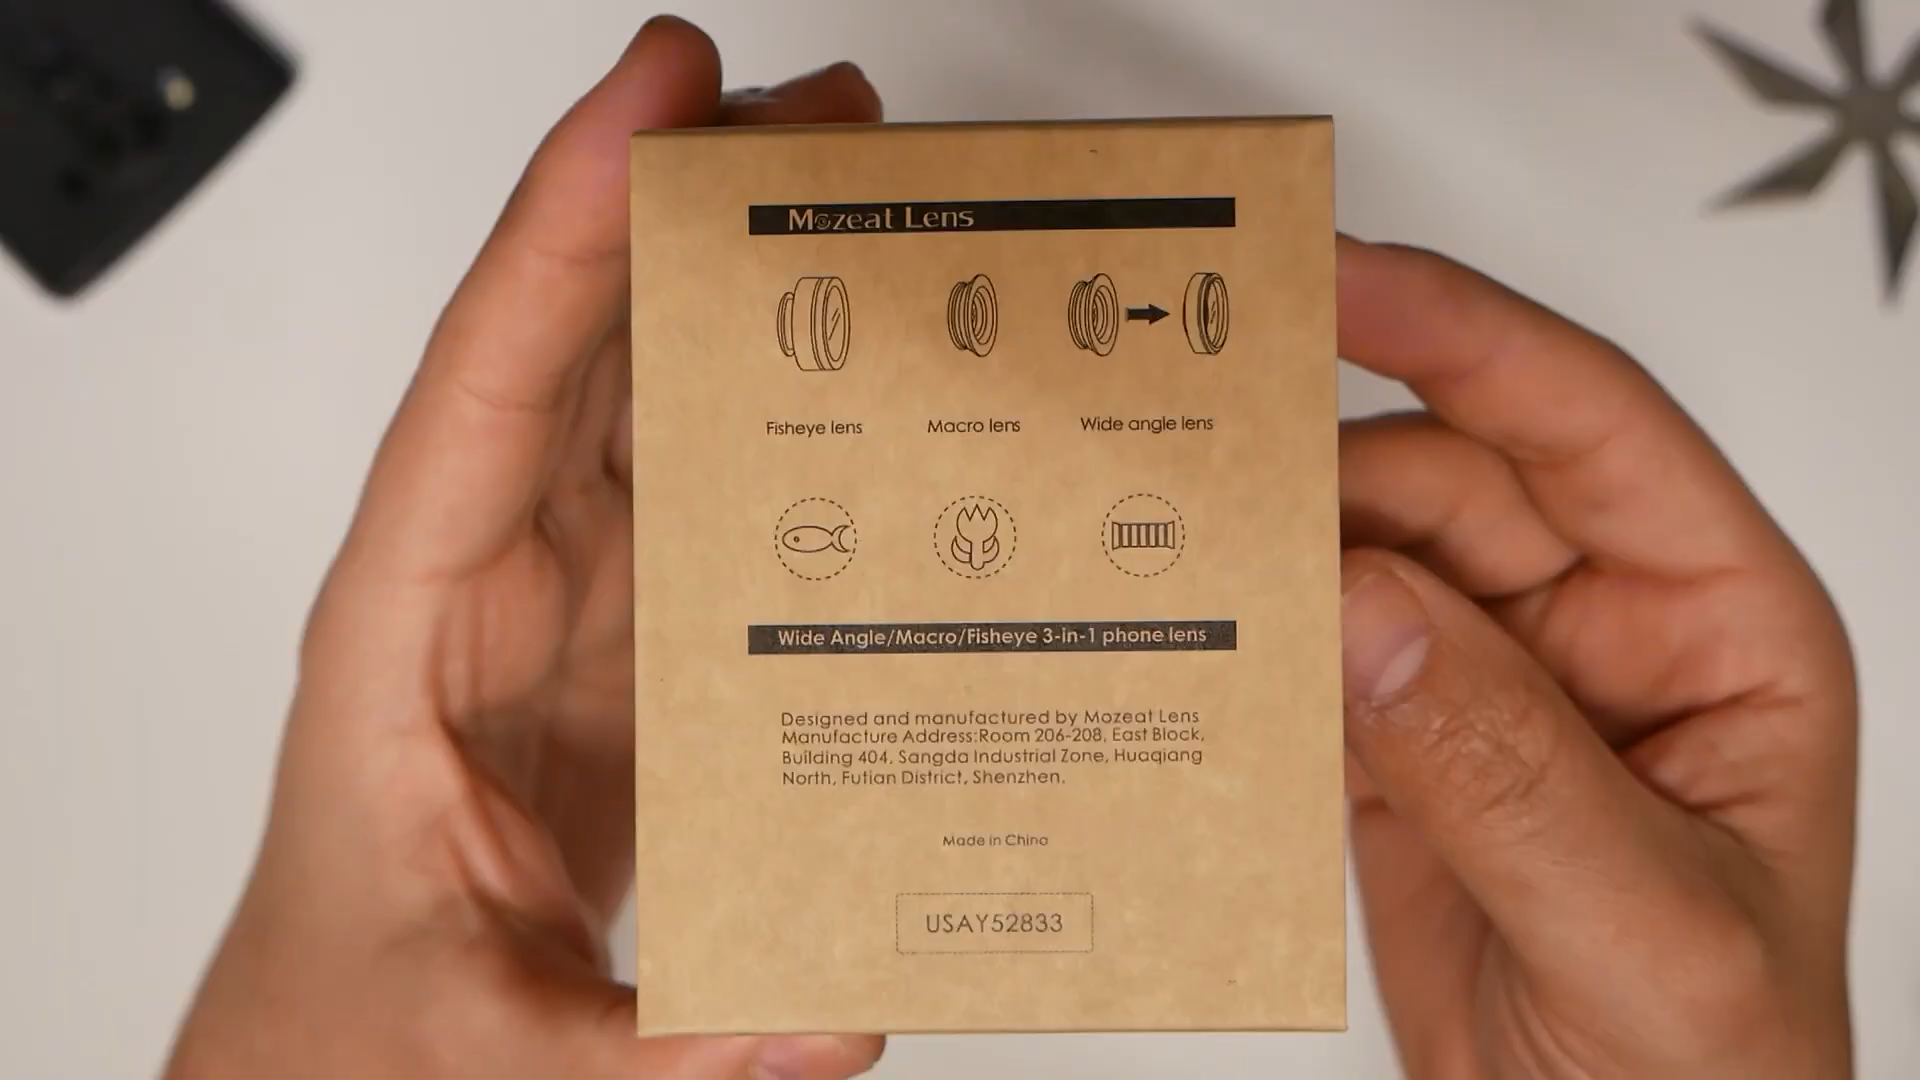 Mozeat Lens
Fisheye lens
Macro lens
Wide angle lens
Wide Angle/Macro/Fisheye 3-in-1 phone lens
Designed and manufactured by Mozeat Lens
Manufacture Address:Room 206-208, East Block,
Building 404, Sangda Industrial Zone, Huaqiang
North, Futian District, Shenzhen.
Made in China
USAY52833